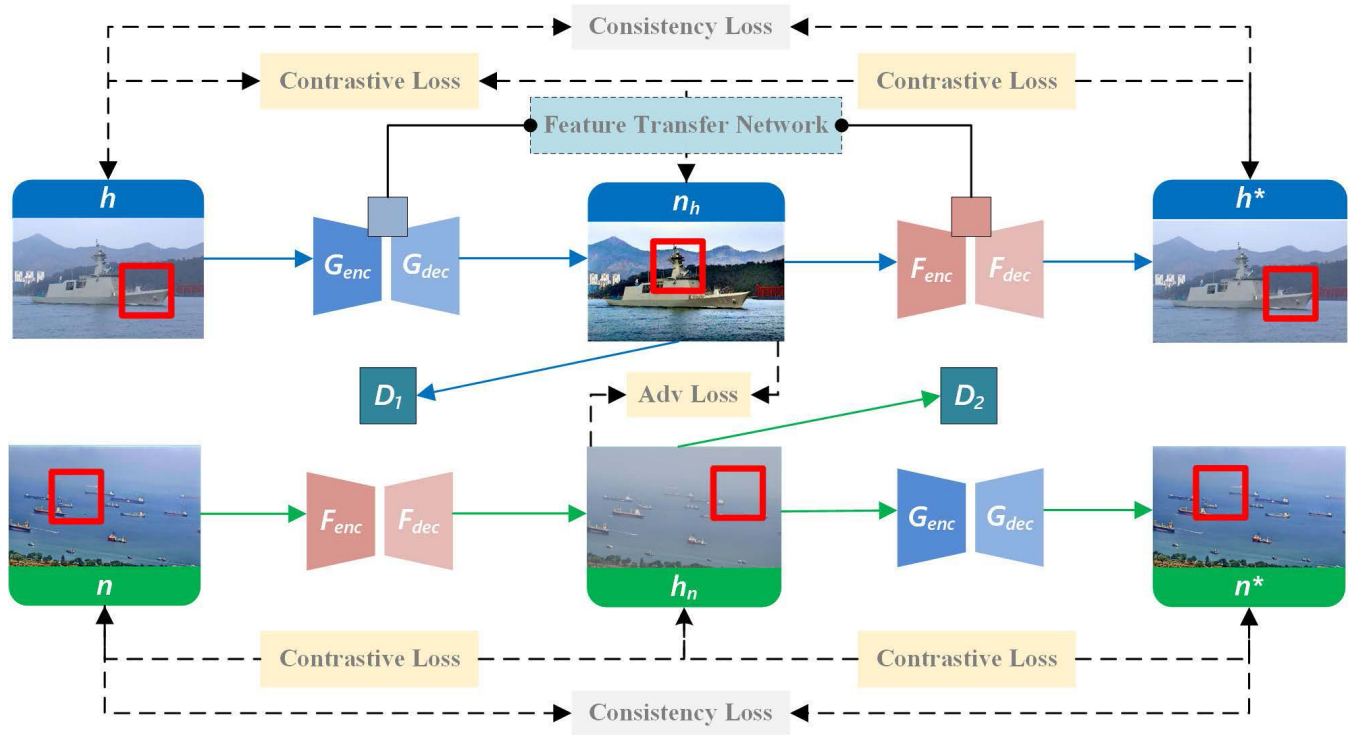 Consistency Loss
Contrastive Loss Contrastive Loss
Feature Transfer Network
h n_h h*
G_enc G_dec F_enc F_dec
D_1 Adv Loss D_2
F_enc F_dec G_enc G_dec
n h_n n*
Contrastive Loss Contrastive Loss
Consistency Loss